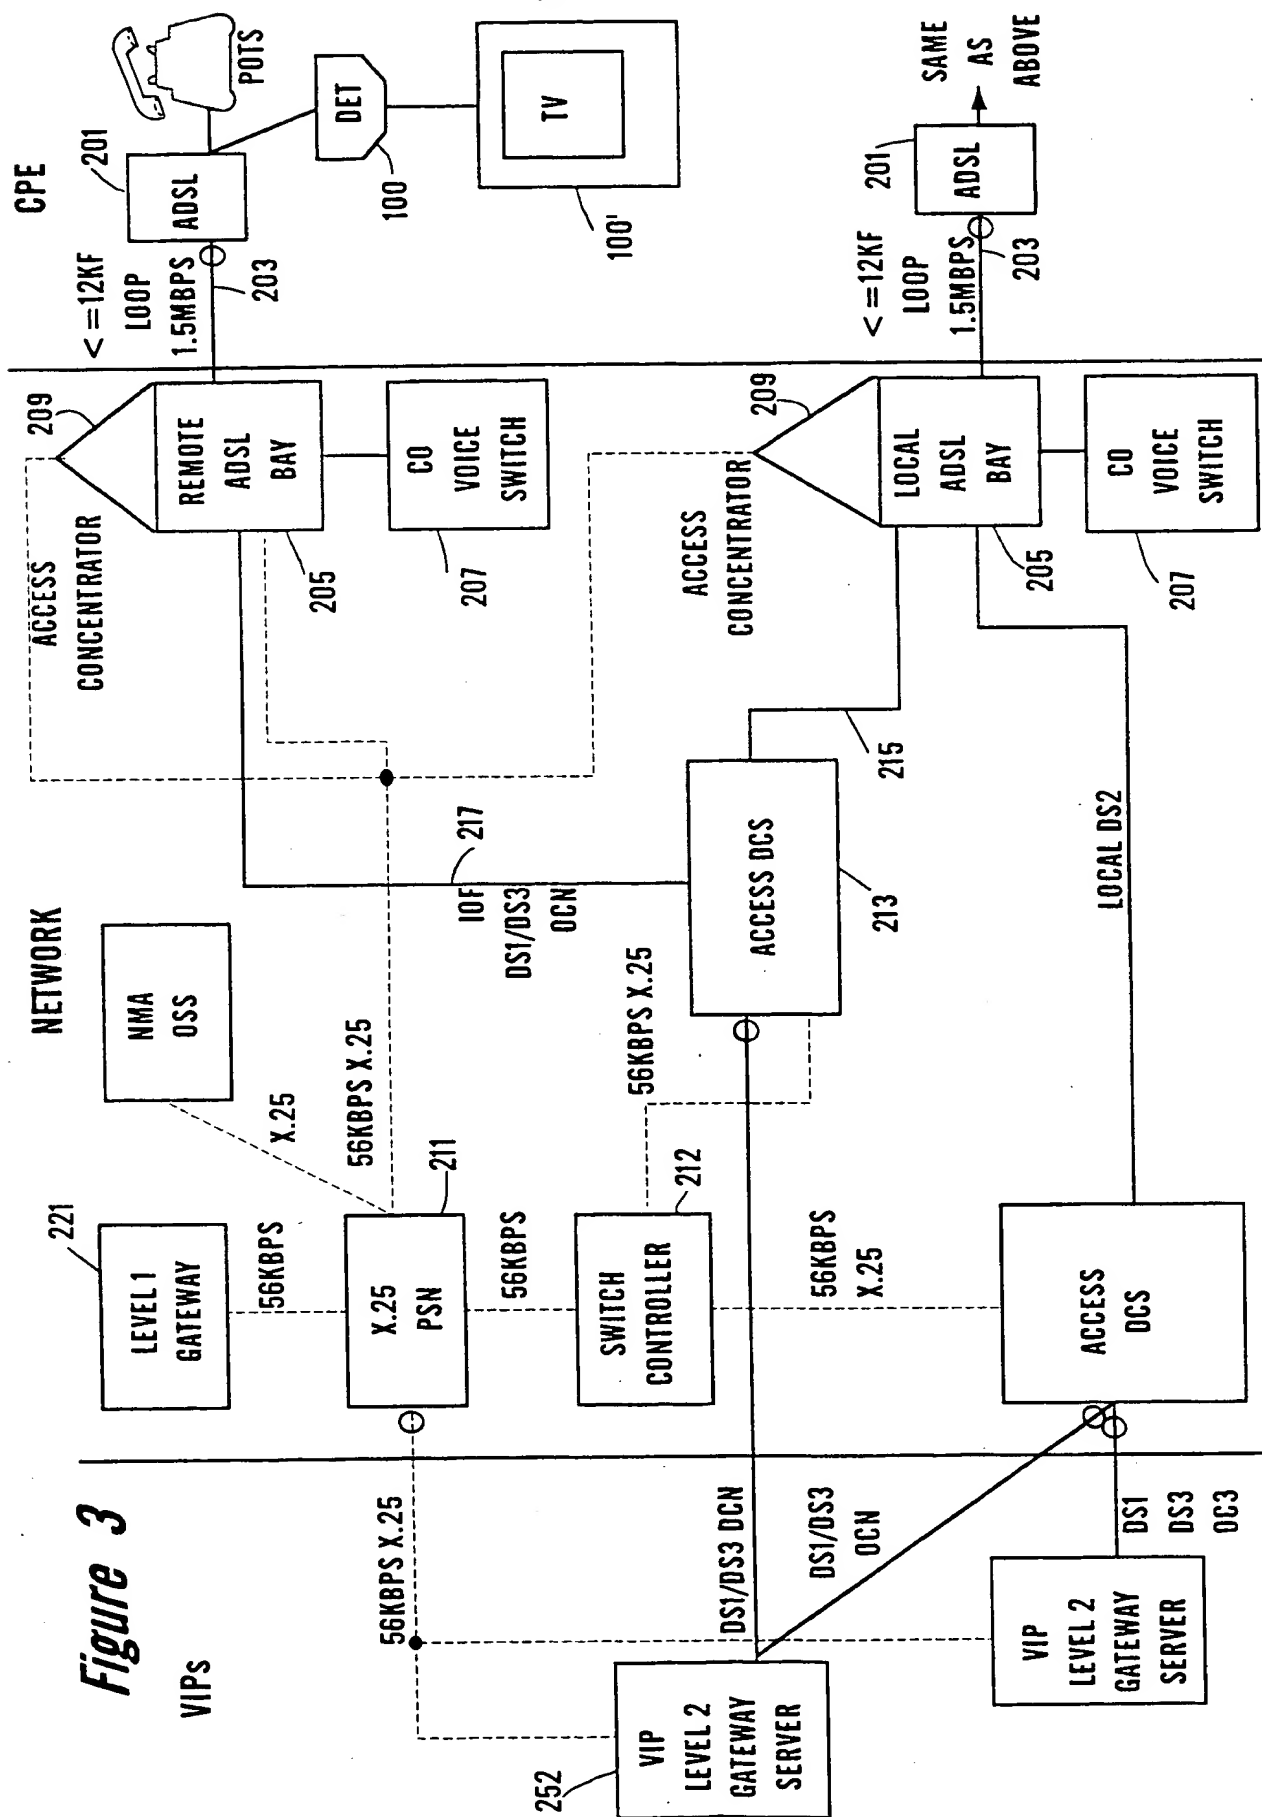 Figure 3
VIPs
NETWORK
CPE
221
LEVEL 1
GATEWAY
NMA
OSS
X.25
56KBPS
X.25
PSN
211
56KBPS X.25
56KBPS X.25
56KBPS
SWITCH
CONTROLLER
212
56KBPS X.25
56KBPS
X.25
252
VIP
LEVEL 2
GATEWAY
SERVER
VIP
LEVEL 2
GATEWAY
SERVER
DS1/DS3 DCN
DS1/DS3
OCN
DS1
DS3
OC3
ACCESS
DCS
ACCESS DCS
213
217
IOF
DS1/DS3
OCN
215
LOCAL DS2
ACCESS
CONCENTRATOR
209
REMOTE
ADSL
BAY
205
CO
VOICE
SWITCH
207
ACCESS
CONCENTRATOR
209
LOCAL
ADSL
BAY
205
CO
VOICE
SWITCH
207
<=12KF
LOOP
1.5MBPS
203
201
ADSL
POTS
DET
100
TV
100'
<=12KF
LOOP
1.5MBPS
203
201
ADSL
SAME
AS
ABOVE